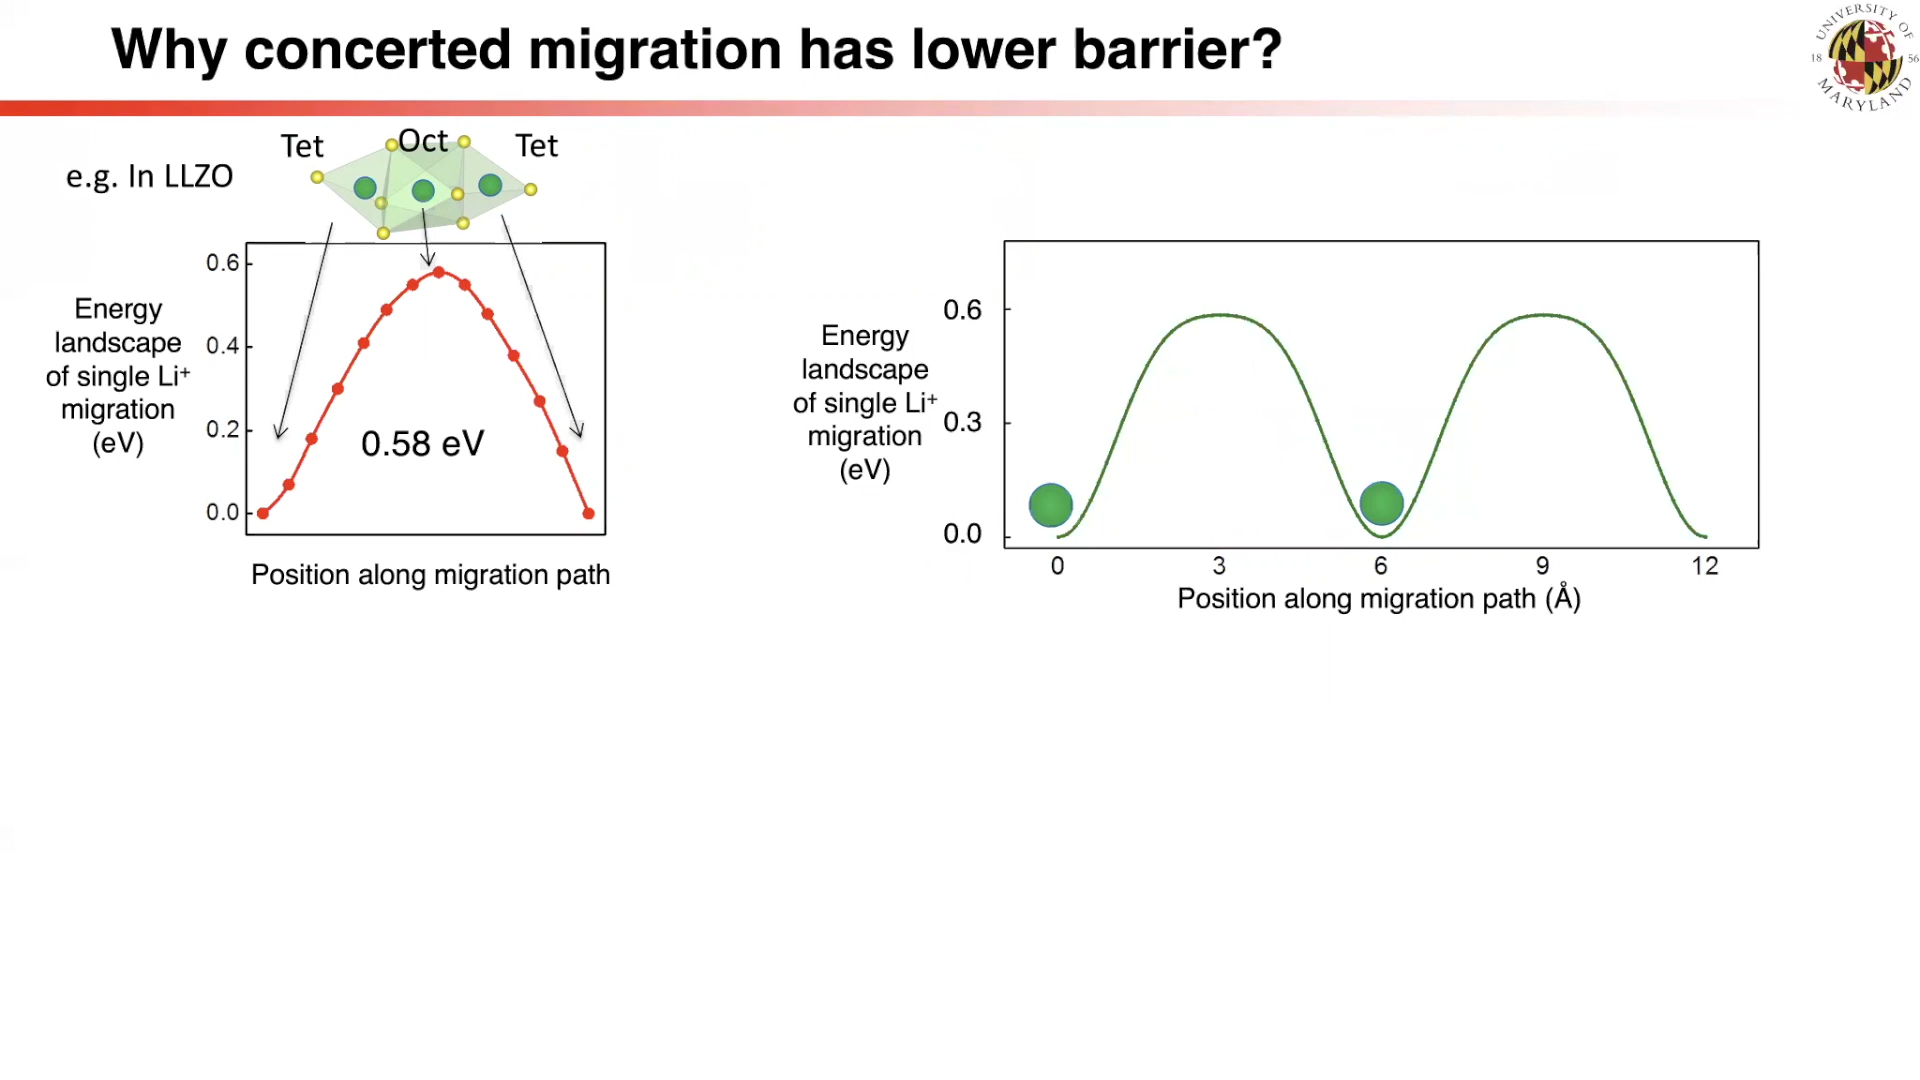 Why concerted migration has lower barrier?
UNIVERSITY OF
18 56
MARYLAND
e.g. In LLZO
Tet
Oct
Tet
Energy
landscape
of single Li⁺
migration
(eV)
0.6
0.4
0.2
0.0
0.58 eV
Position along migration path
Energy
landscape
of single Li⁺
migration
(eV)
0.6
0.3
0.0
0 3 6 9 12
Position along migration path (Å)